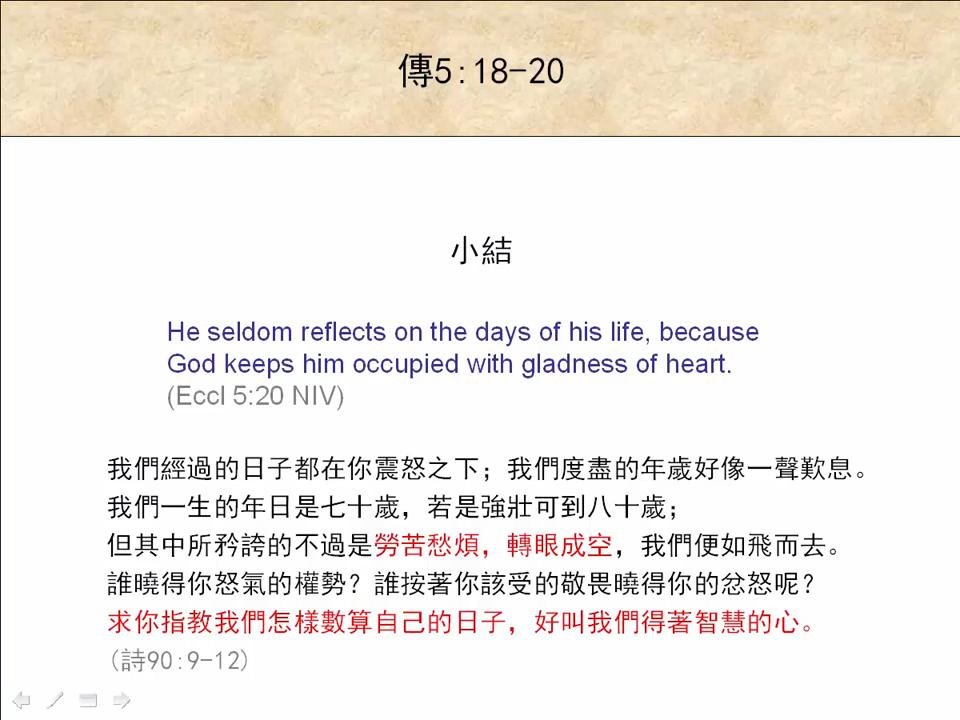 傳5:18-20
小結
He seldom reflects on the days of his life, because
God keeps him occupied with gladness of heart.
(Eccl 5:20 NIV)
我們經過的日子都在你震怒之下；我們度盡的年歲好像一聲歎息。
我們一生的年日是七十歲，若是強壯可到八十歲；
但其中所矜誇的不過是勞苦愁煩，轉眼成空，我們便如飛而去。
誰曉得你怒氣的權勢？誰按著你該受的敬畏曉得你的忿怒呢？
求你指教我們怎樣數算自己的日子，好叫我們得著智慧的心。
(詩90:9-12)